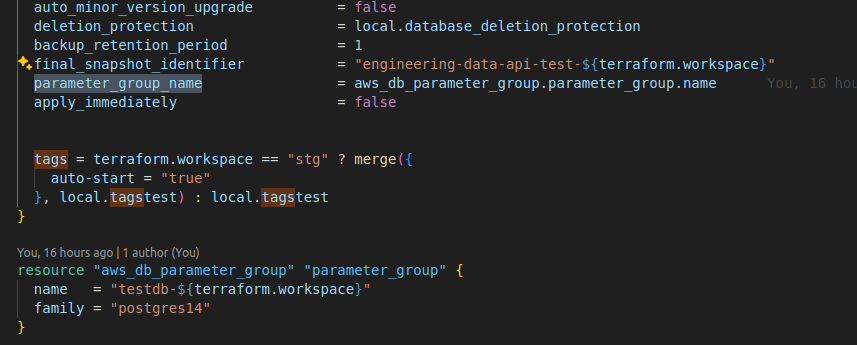 auto_minor_version_upgrade = false
deletion_protection = local.database_deletion_protection
backup_retention_period = 1
final_snapshot_identifier = "engineering-data-api-test-${terraform.workspace}"
parameter_group_name = aws_db_parameter_group.parameter_group.name You, 16 hou
apply_immediately = false
tags = terraform.workspace == "stg" ? merge({
auto-start = "true"
}, local.tagstest) : local.tagstest
}
You, 16 hours ago | 1 author (You)
resource "aws_db_parameter_group" "parameter_group" {
name = "testdb-${terraform.workspace}"
family = "postgres14"
}